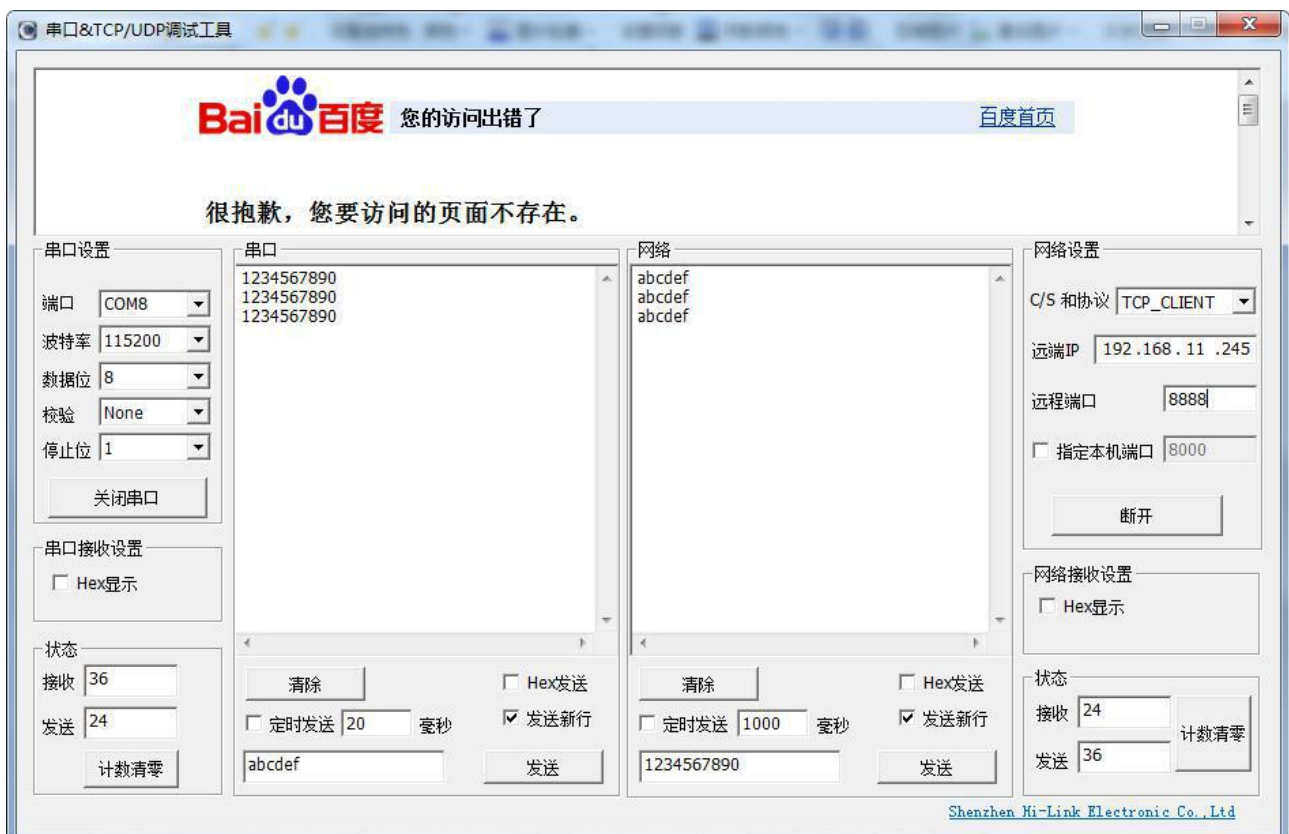 串口&TCP/UDP调试工具
Bai du 百度 您的访问出错了 百度首页
很抱歉，您要访问的页面不存在。
串口设置
端口 COM8
波特率 115200
数据位 8
校验 None
停止位 1
关闭串口
串口接收设置
Hex显示
状态
接收 36
发送 24
计数清零
串口
1234567890
1234567890
1234567890
清除
Hex发送
定时发送 20 毫秒
发送新行
abcdef
发送
网络
abcdef
abcdef
abcdef
清除
Hex发送
定时发送 1000 毫秒
发送新行
1234567890
发送
网络设置
C/S 和协议 TCP_CLIENT
远端IP 192.168.11 .245
远程端口 8888
指定本机端口 8000
断开
网络接收设置
Hex显示
状态
接收 24
计数清零
发送 36
Shenzhen Hi-Link Electronic Co.,Ltd